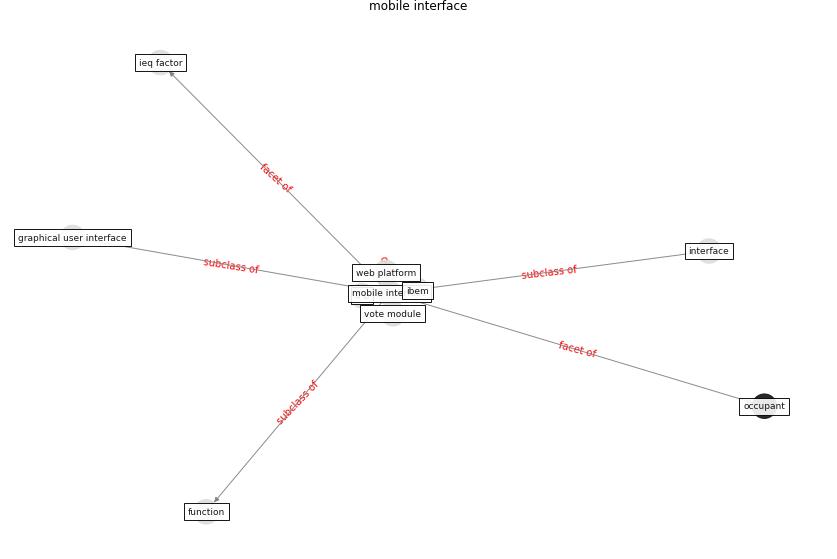 mobile interface
ieq factor
facet of
graphical user interface
subclass of
web platform
subclass of
interface
mobile inte
ibem
vote module
facet of
occupant
subclass of
function